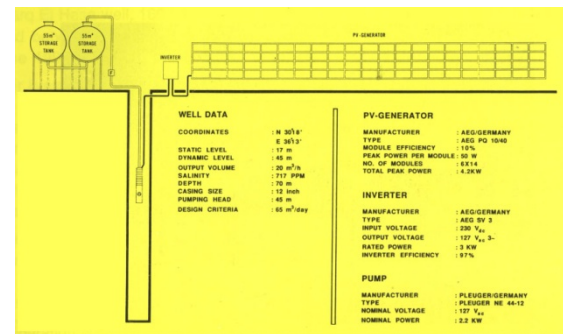 55m³
STORAGE
TANK
55m³
STORAGE
TANK
INVERTER
PV-GENERATOR
WELL DATA
COORDINATES : N 30°18'
E 36°13'
STATIC LEVEL : 17 m
DYNAMIC LEVEL : 45 m
OUTPUT VOLUME : 20 m³/h
SALINITY : 717 PPM
DEPTH : 70 m
CASING SIZE : 12 Inch
PUMPING HEAD : 45 m
DESIGN CRITERIA : 65 m³/day
PV-GENERATOR
MANUFACTURER : AEG/GERMANY
TYPE : AEG PQ 10/40
MODULE EFFICIENCY : 10%
PEAK POWER PER MODULE : 50 W
NO. OF MODULES : 6X14
TOTAL PEAK POWER : 4.2KW
INVERTER
MANUFACTURER : AEG/GERMANY
TYPE : AEG SV 3
INPUT VOLTAGE : 230 Vdc
OUTPUT VOLTAGE : 127 Vac 3~
RATED POWER : 3 KW
INVERTER EFFICIENCY : 97%
PUMP
MANUFACTURER : PLEUGER/GERMANY
TYPE : PLEUGER NE 44-12
NOMINAL VOLTAGE : 127 Vac
NOMINAL POWER : 2.2 KW